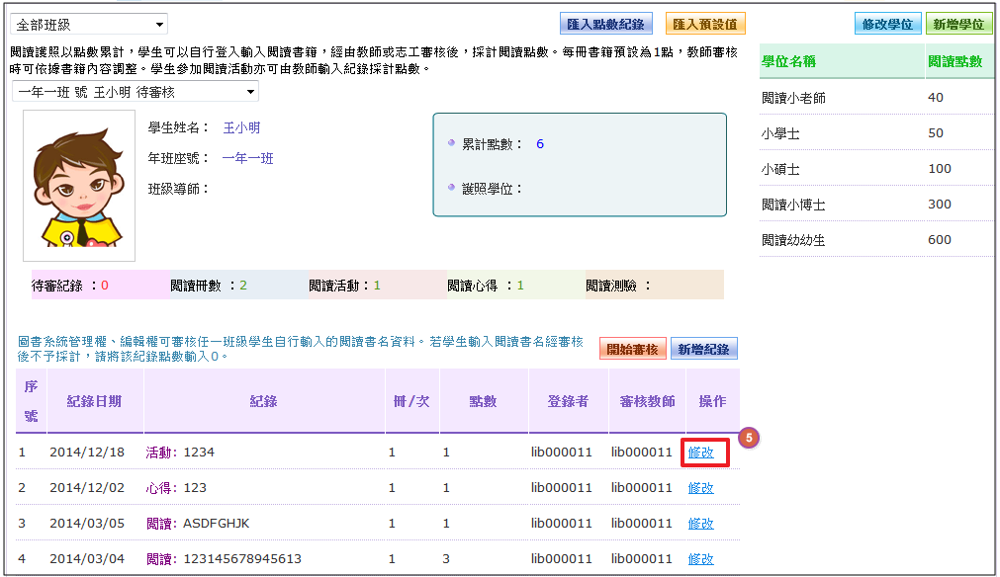 全部班級
匯入點數紀錄 匯入預設值 修改學位 新增學位
閱讀護照以點數累計，學生可以自行登入輸入閱讀書籍，經由教師或志工審核後，採計閱讀點數。每冊書籍預設為1點，教師審核
時可依據書籍內容調整。學生參加閱讀活動亦可由教師輸入紀錄採計點數。
一年一班 號 王小明 待審核
學生姓名： 王小明
年班座號： 一年一班
班級導師：
累計點數： 6
護照學位：
學位名稱 閱讀點數
閱讀小老師 40
小學士 50
小碩士 100
閱讀小博士 300
閱讀幼幼生 600
待審紀錄 ：0 閱讀冊數 ：2 閱讀活動：1 閱讀心得 ：1 閱讀測驗 ：
圖書系統管理權、編輯權可審核任一班級學生自行輸入的閱讀書名資料。若學生輸入閱讀書名經審核
後不予採計，請將該紀錄點數輸入0。
開始審核 新增紀錄
序號 紀錄日期 紀錄 冊/次 點數 登錄者 審核教師 操作
5
1 2014/12/18 活動: 1234 1 1 lib000011 lib000011 修改
2 2014/12/02 心得: 123 1 1 lib000011 lib000011 修改
3 2014/03/05 閱讀: ASDFGHJK 1 1 lib000011 lib000011 修改
4 2014/03/04 閱讀: 123145678945613 1 3 lib000011 lib000011 修改